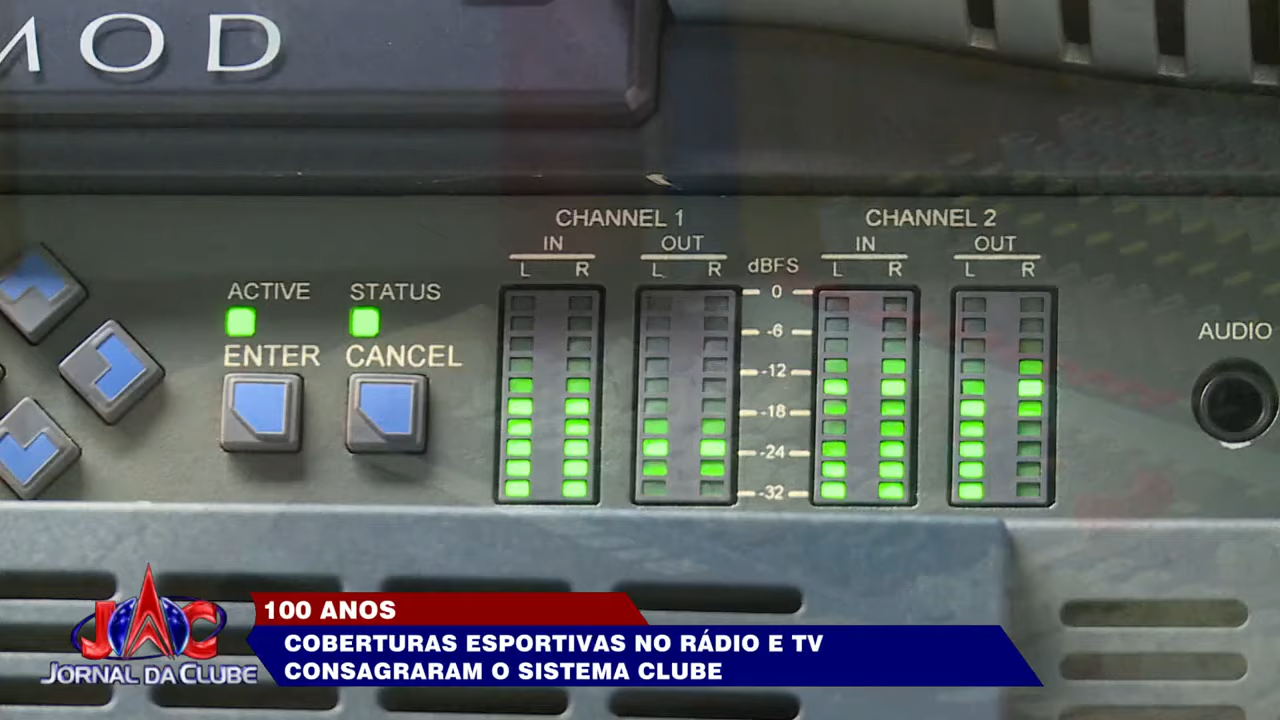 MOD
CHANNEL 1
CHANNEL 2
IN
OUT
IN
OUT
L R
L R
dBFS
L R
L R
ACTIVE
STATUS
0
-6
-12
-18
-24
-32
AUDIO
ENTER
CANCEL
100 ANOS
COBERTURAS ESPORTIVAS NO RÁDIO E TV
CONSAGRARAM O SISTEMA CLUBE
JAC
JORNAL DA CLUBE